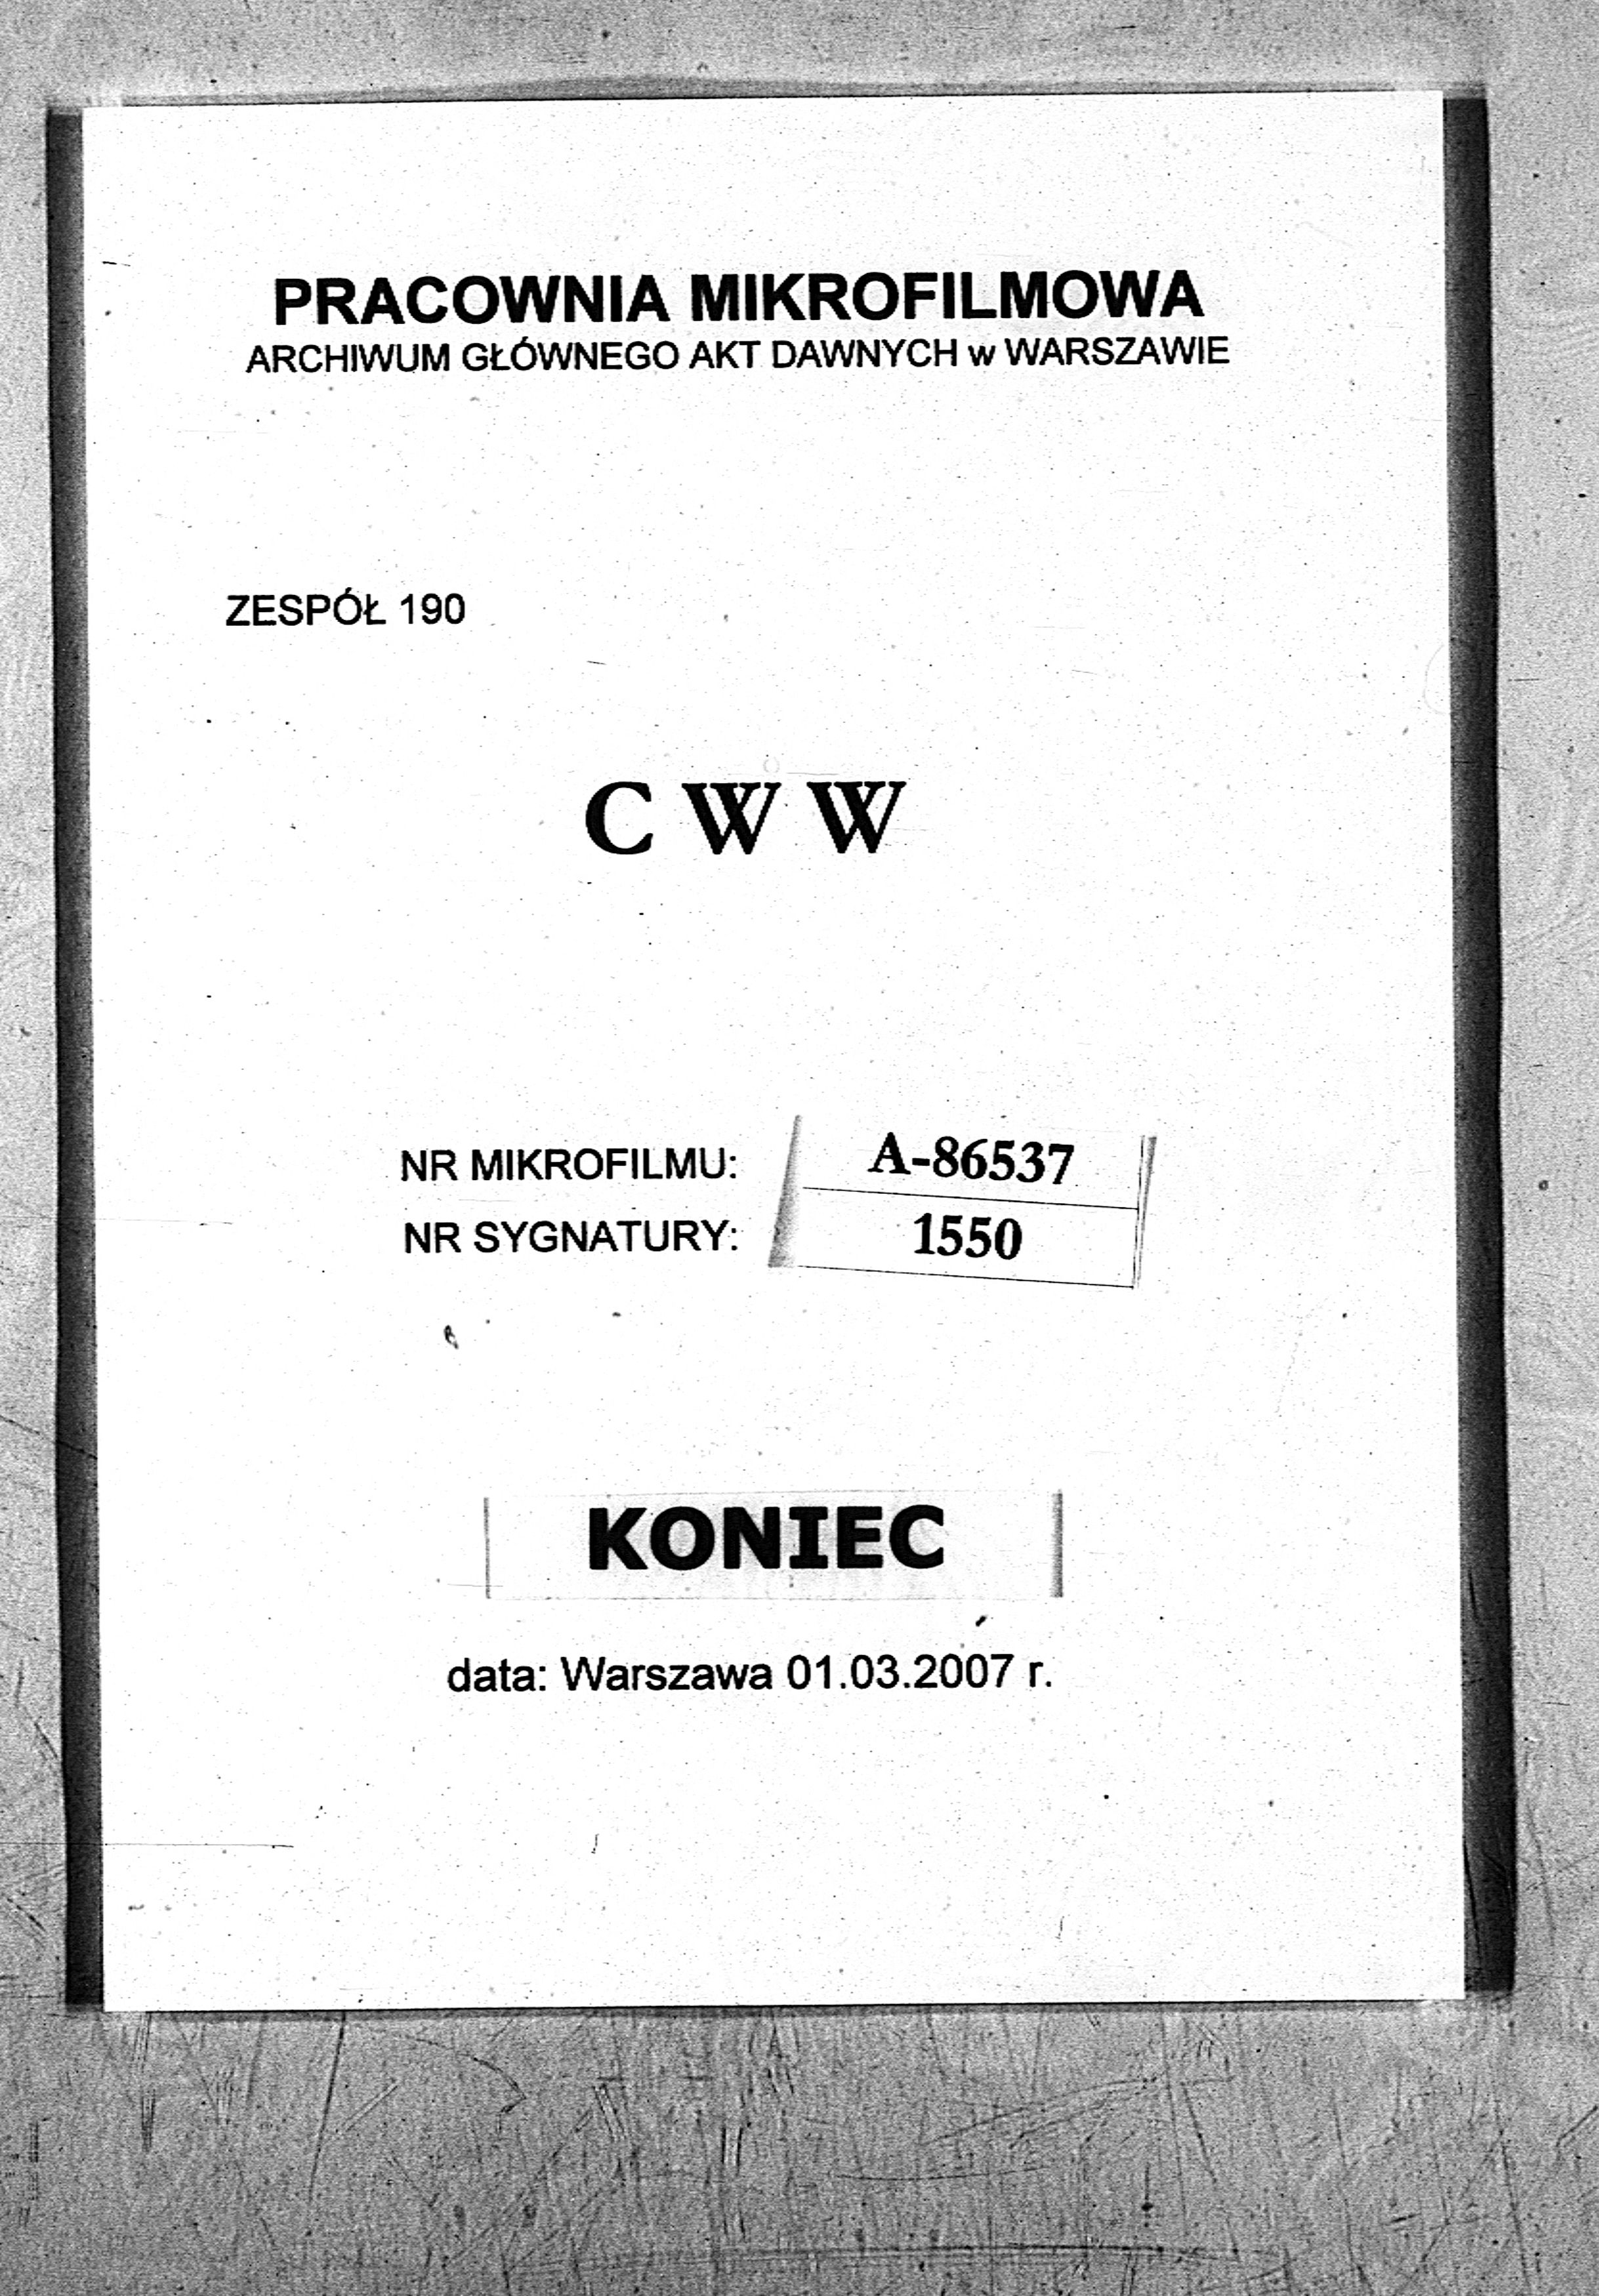 PRACOWNIA MIKROFILMOWA
ARCHIWUM GŁÓWNEGO AKT DAWNYCH w WARSZAWIE
ZESPÓŁ 190
C W W
NR MIKROFILMU: A-86537
NR SYGNATURY: 1550
KONIEC
data: Warszawa 01.03.2007 r.